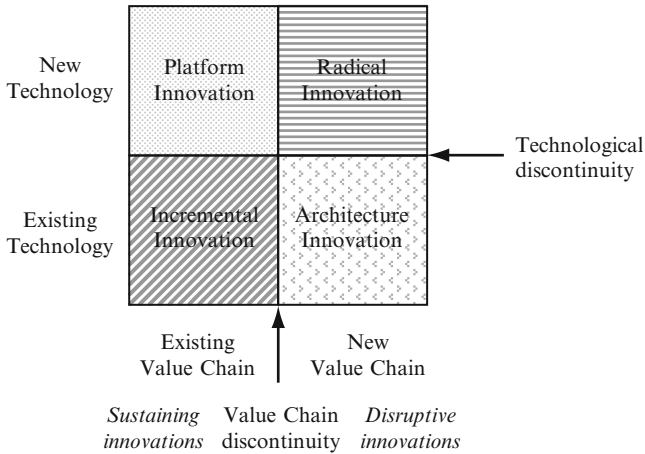 New
Technology
Platform
Innovation
Radical
Innovation
Technological
discontinuity
Existing
Technology
Incremental
Innovation
Architecture
Innovation
Existing
Value Chain
New
Value Chain
Sustaining
innovations
Value Chain
discontinuity
Disruptive
innovations